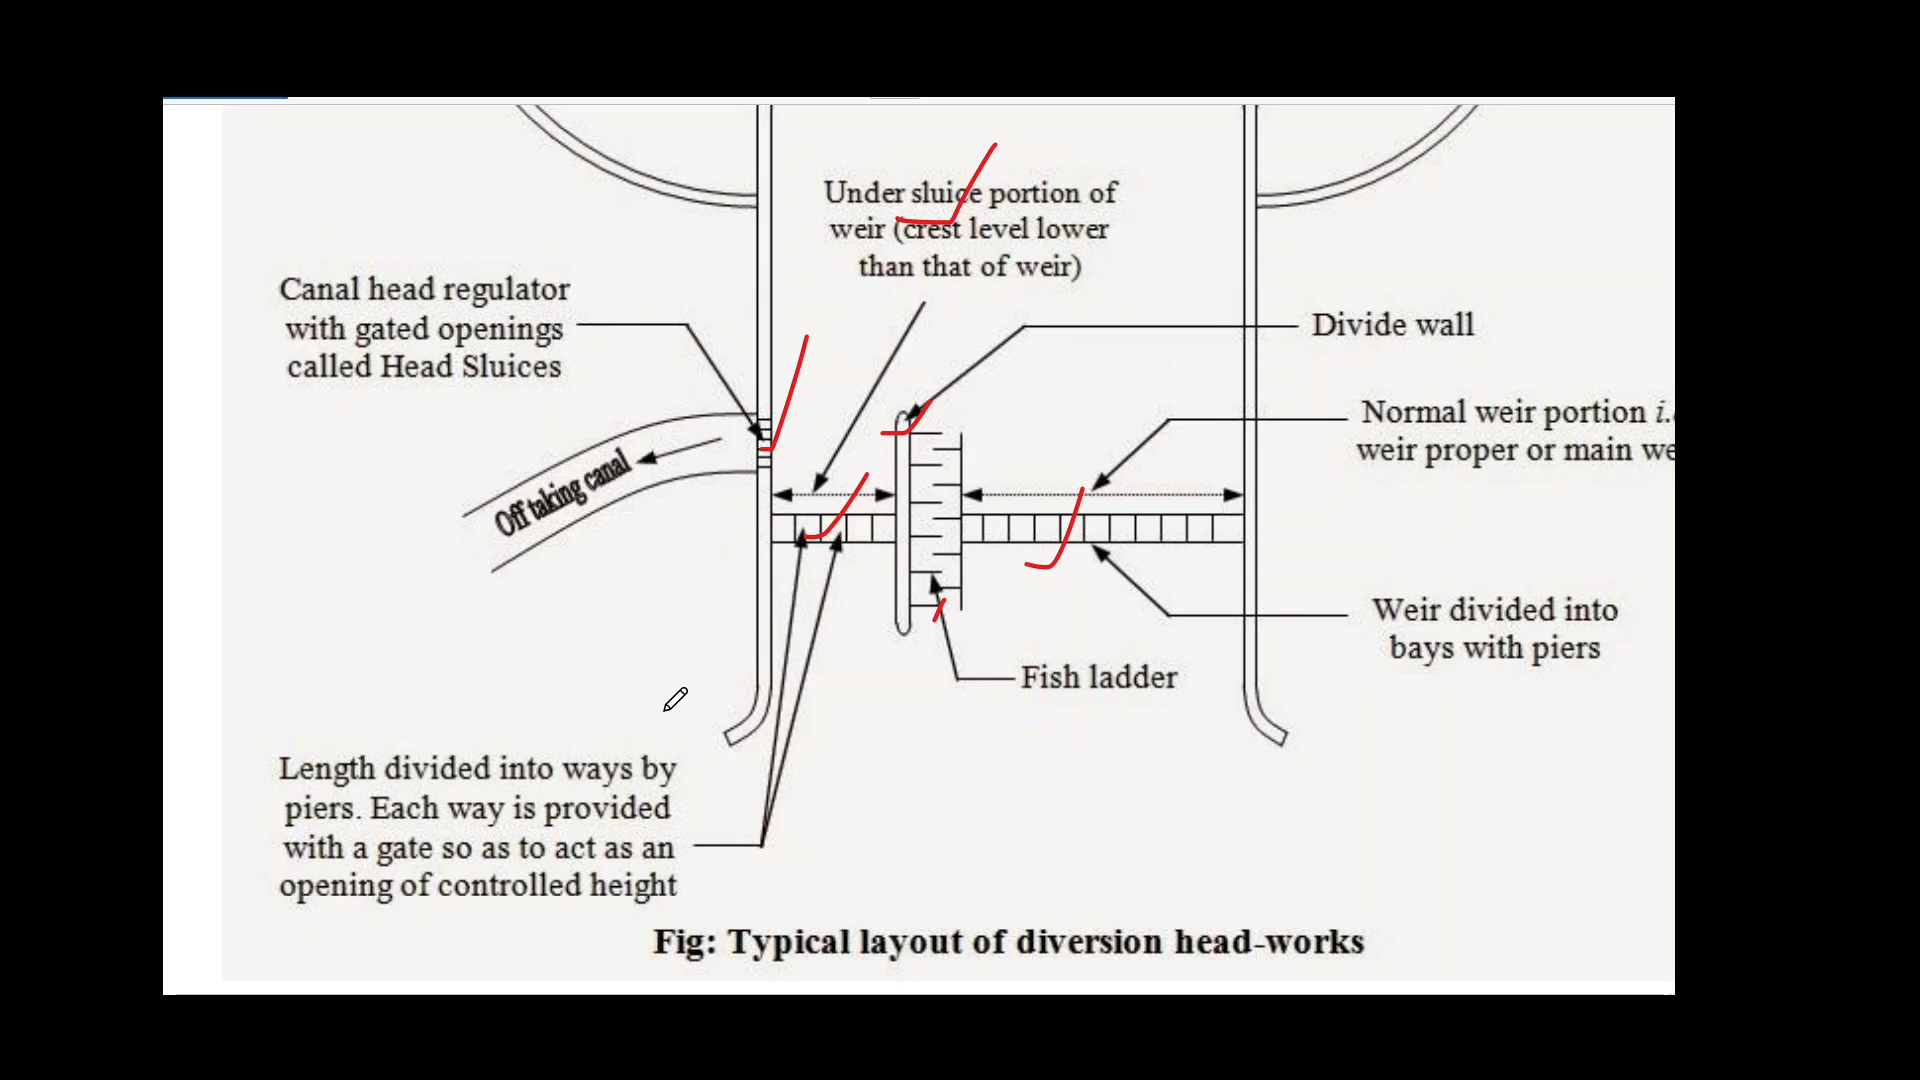 Under sluice portion of
weir (crest level lower
than that of weir)
Canal head regulator
with gated openings
called Head Sluices
Divide wall
Normal weir portion i.
weir proper or main we
Off taking canal
Weir divided into
bays with piers
Fish ladder
Length divided into ways by
piers. Each way is provided
with a gate so as to act as an
opening of controlled height
Fig: Typical layout of diversion head-works